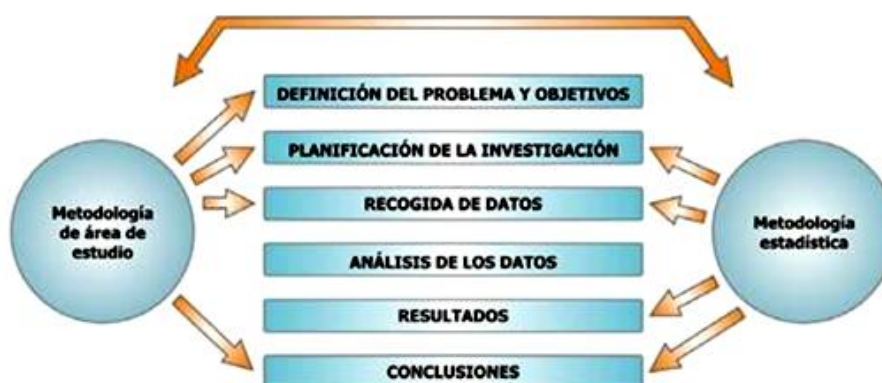 DEFINICIÓN DEL PROBLEMA Y OBJETIVOS
PLANIFICACIÓN DE LA INVESTIGACIÓN
RECOGIDA DE DATOS
ANÁLISIS DE LOS DATOS
RESULTADOS
CONCLUSIONES
Metodología
de área de
estudio
Metodología
estadística